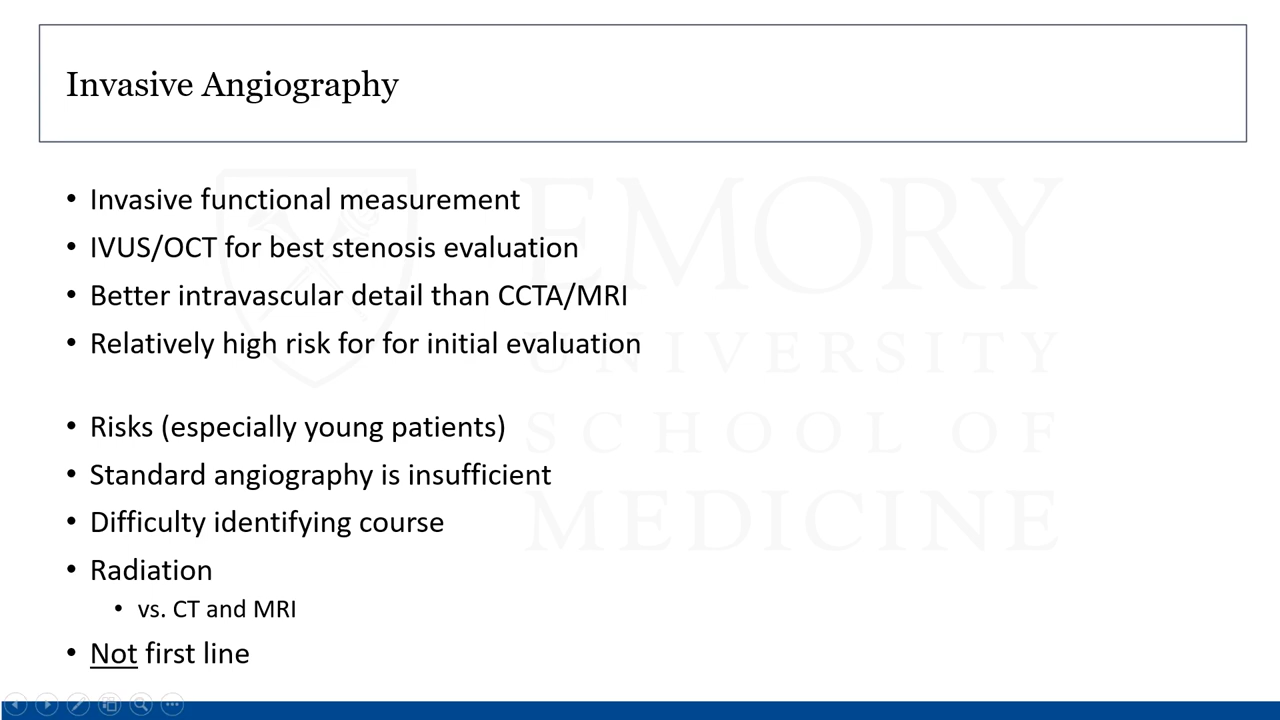 Invasive Angiography
• Invasive functional measurement
• IVUS/OCT for best stenosis evaluation
• Better intravascular detail than CCTA/MRI
• Relatively high risk for for initial evaluation
• Risks (especially young patients)
• Standard angiography is insufficient
• Difficulty identifying course
• Radiation
• vs. CT and MRI
• Not first line
EMORY
UNIVERSITY
SCHOOL OF
MEDICINE